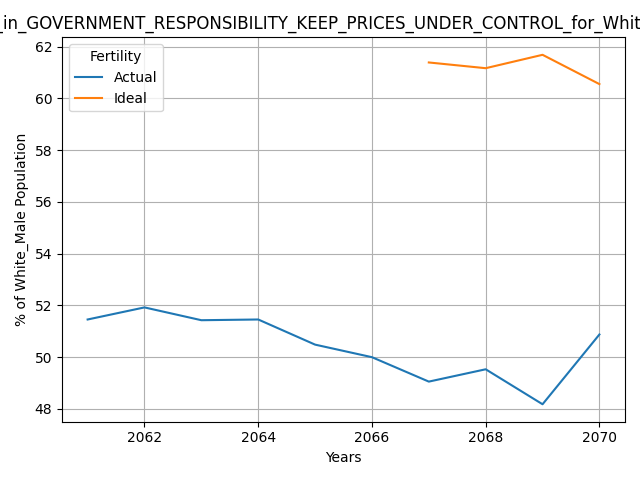 _in_GOVERNMENT_RESPONSIBILITY_KEEP_PRICES_UNDER_CONTROL_for_Whit
Fertility
Actual
Ideal
62
60
58
56
54
52
50
48
% of White_Male Population
2062
2064
2066
2068
2070
Years